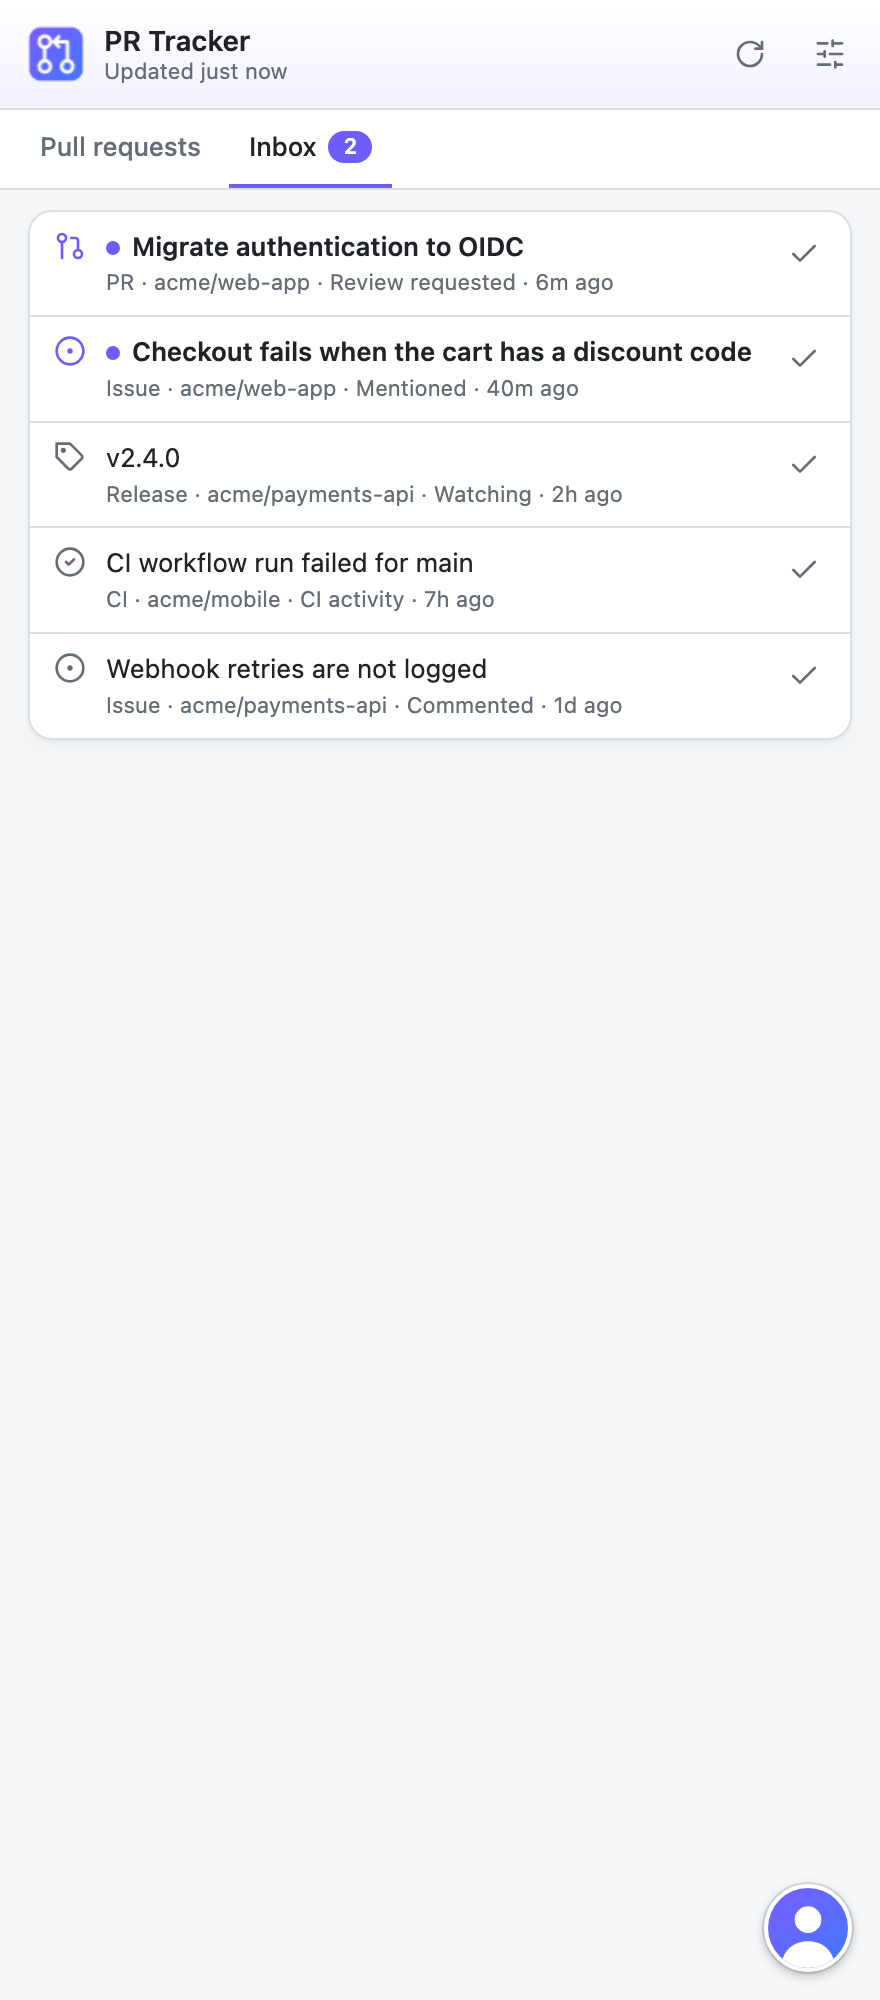 PR Tracker
Updated just now
Pull requests
Inbox 2
Migrate authentication to OIDC
PR · acme/web-app · Review requested · 6m ago
Checkout fails when the cart has a discount code
Issue · acme/web-app · Mentioned · 40m ago
v2.4.0
Release · acme/payments-api · Watching · 2h ago
CI workflow run failed for main
CI · acme/mobile · CI activity · 7h ago
Webhook retries are not logged
Issue · acme/payments-api · Commented · 1d ago